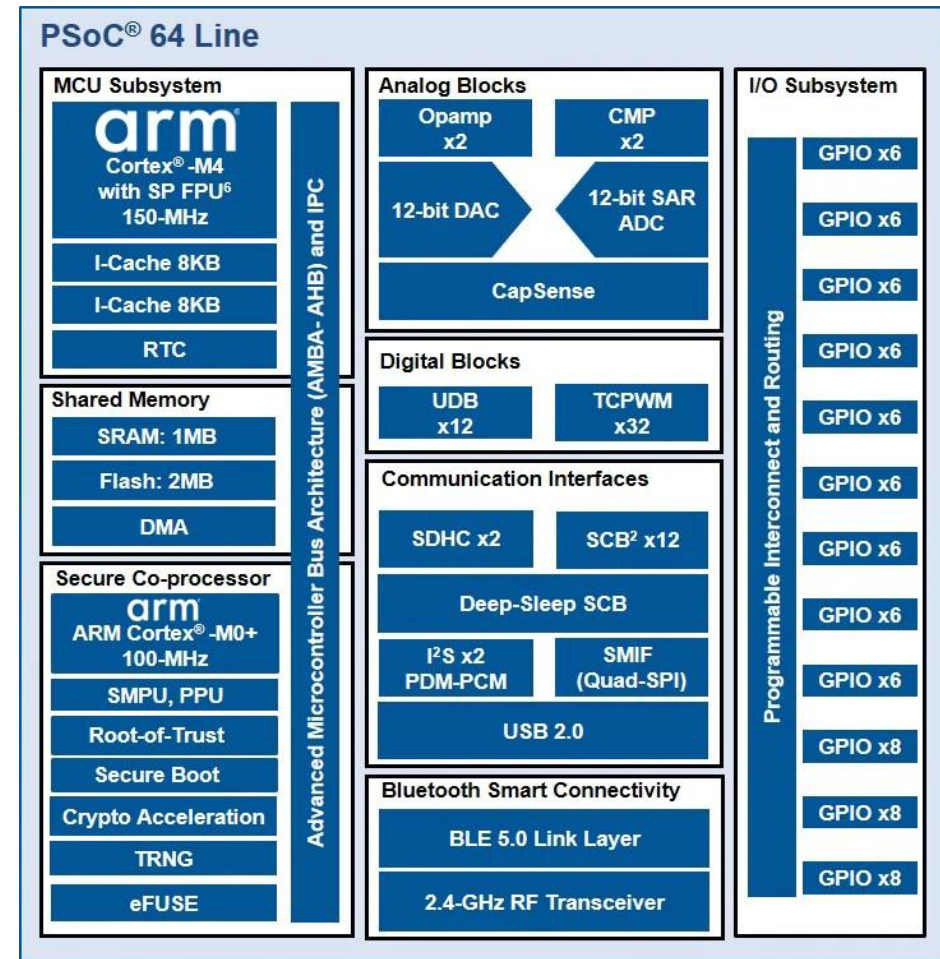 PSoC® 64 Line
MCU Subsystem
arm
Cortex® -M4
with SP FPU⁶
150-MHz
I-Cache 8KB
I-Cache 8KB
RTC
Shared Memory
SRAM: 1MB
Flash: 2MB
DMA
Secure Co-processor
arm
ARM Cortex® -M0+
100-MHz
SMPU, PPU
Root-of-Trust
Secure Boot
Crypto Acceleration
TRNG
eFUSE
Advanced Microcontroller Bus Architecture (AMBA- AHB) and IPC
Analog Blocks
Opamp
x2
CMP
x2
12-bit DAC
12-bit SAR
ADC
CapSense
Digital Blocks
UDB
x12
TCPWM
x32
Communication Interfaces
SDHC x2
SCB² x12
Deep-Sleep SCB
I²S x2
PDM-PCM
SMIF
(Quad-SPI)
USB 2.0
Bluetooth Smart Connectivity
BLE 5.0 Link Layer
2.4-GHz RF Transceiver
I/O Subsystem
Programmable Interconnect and Routing
GPIO x6
GPIO x6
GPIO x6
GPIO x6
GPIO x6
GPIO x6
GPIO x6
GPIO x6
GPIO x6
GPIO x8
GPIO x8
GPIO x8